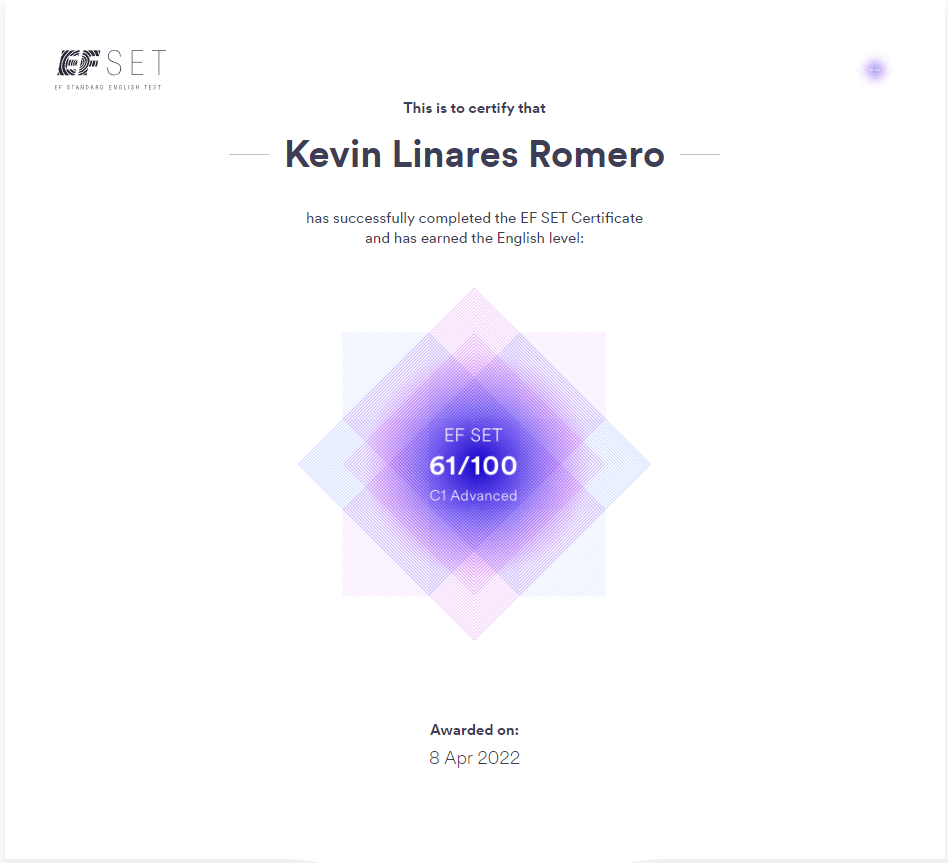 EF SET
EF STANDARD ENGLISH TEST
This is to certify that
Kevin Linares Romero
has successfully completed the EF SET Certificate
and has earned the English level:
EF SET
61/100
C1 Advanced
Awarded on:
8 Apr 2022